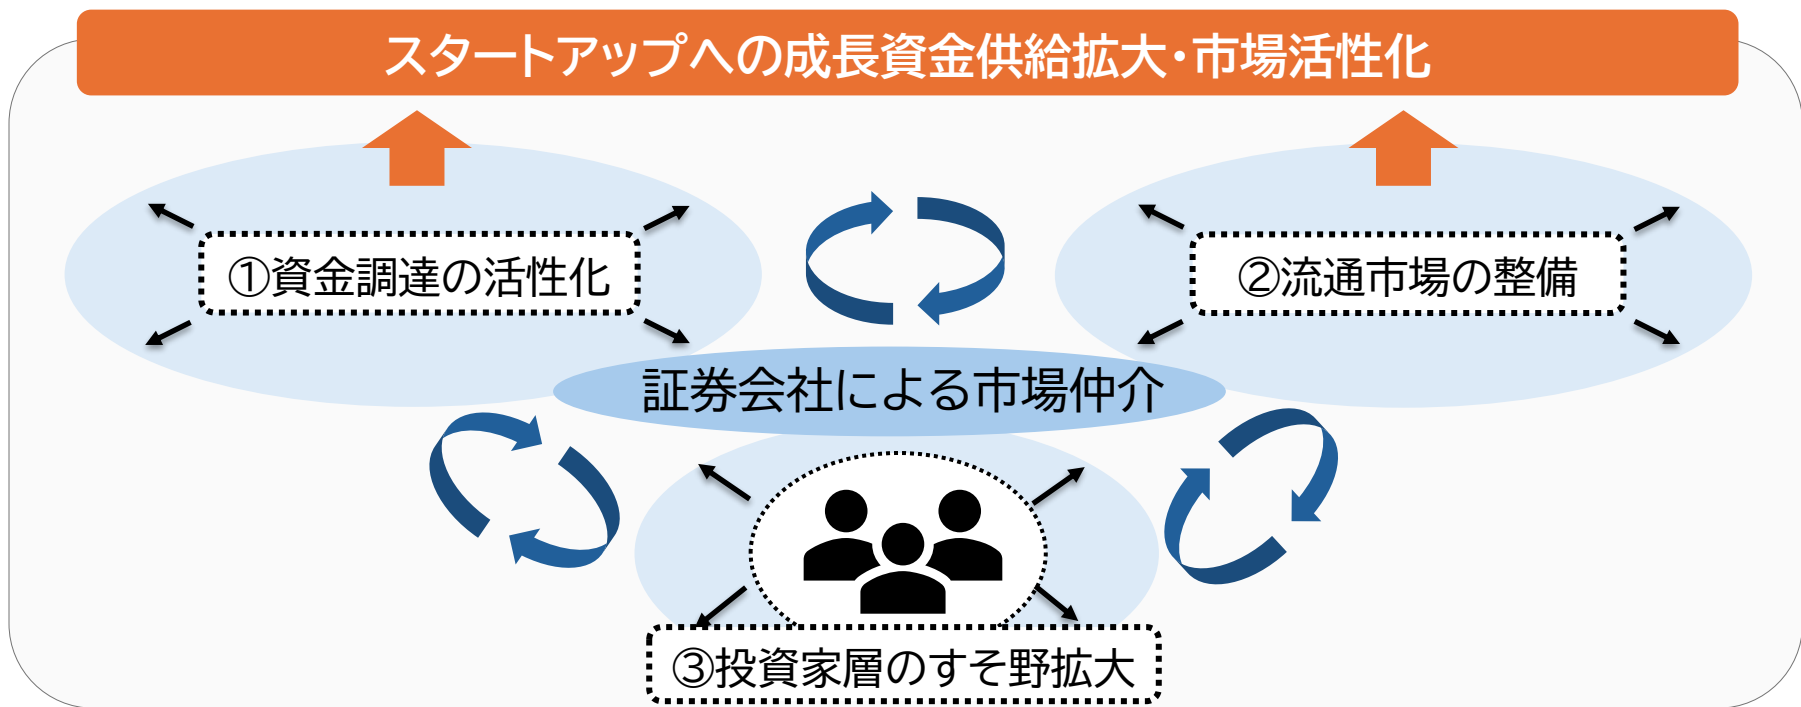 スタートアップへの成長資金供給拡大・市場活性化
①資金調達の活性化
②流通市場の整備
証券会社による市場仲介
③投資家層のすそ野拡大